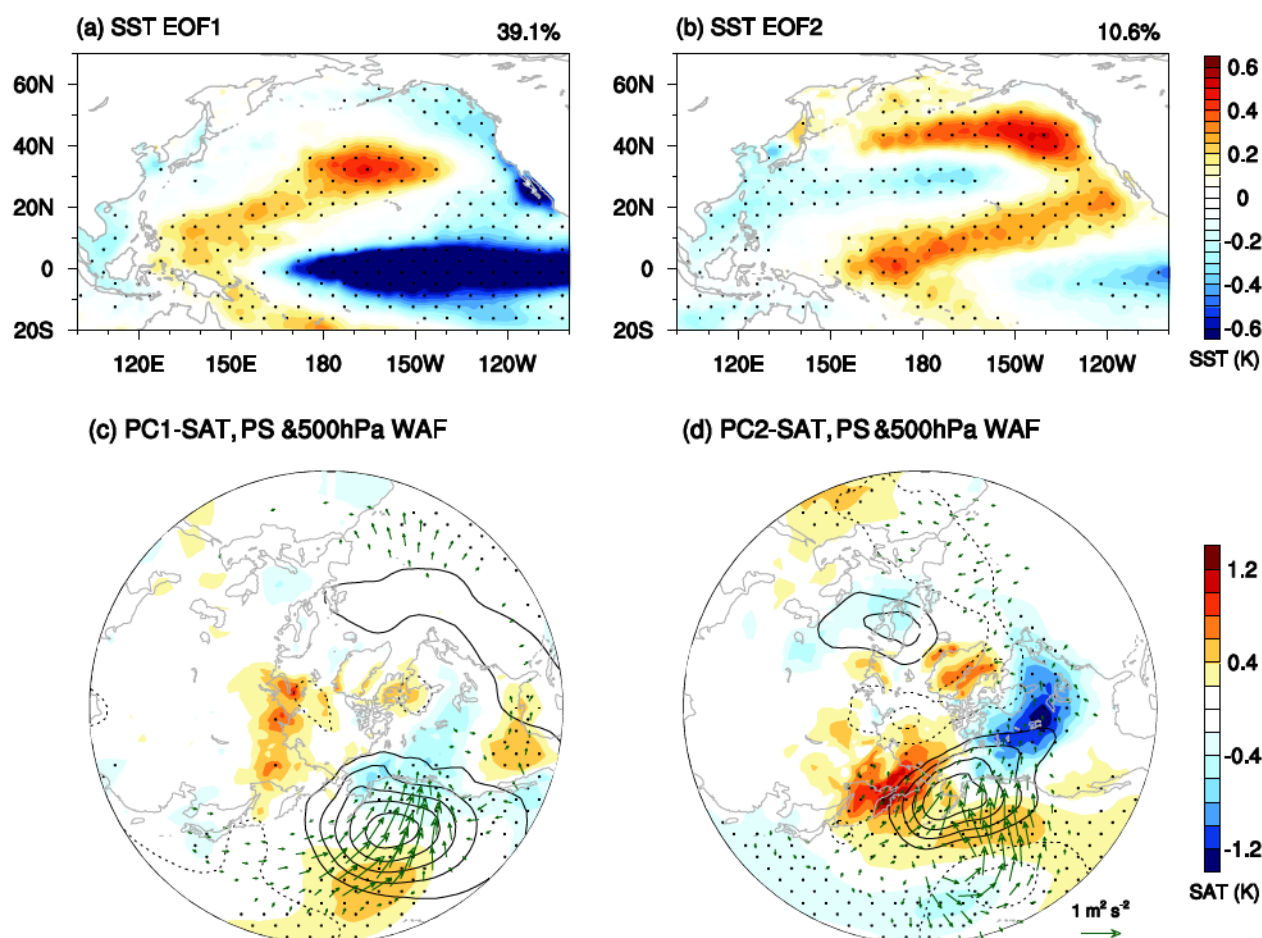 (a) SST EOF1 39.1%
(b) SST EOF2 10.6%
60N
40N
20N
0
20S
120E 150E 180 150W 120W
60N
40N
20N
0
20S
120E 150E 180 150W 120W
0.6
0.4
0.2
0
-0.2
-0.4
-0.6
SST (K)
(c) PC1-SAT, PS &500hPa WAF
(d) PC2-SAT, PS &500hPa WAF
1.2
0.4
-0.4
-1.2
SAT (K)
1 m² s⁻²